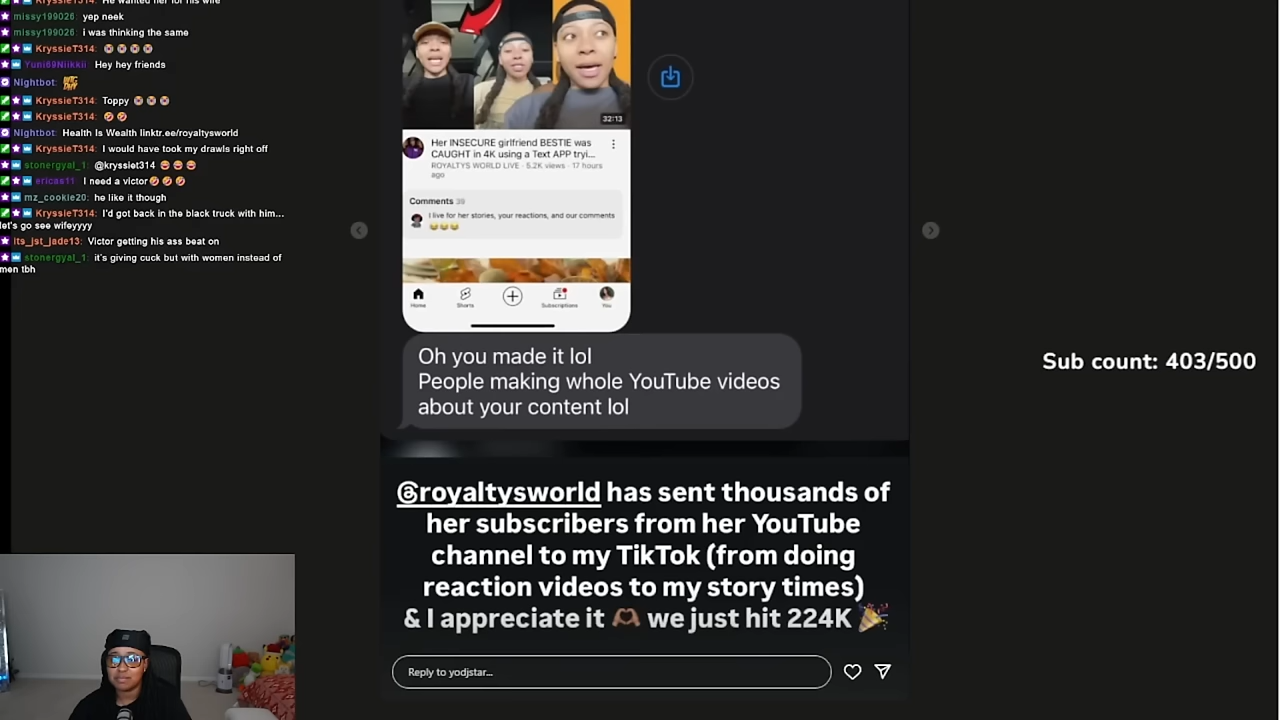 KryssieT314: He wanted her for his wife
missy199026: yep neek
missy199026: i was thinking the same
KryssieT314:
Yuni69Niikkii: Hey hey friends
Nightbot:
KryssieT314: Toppy
KryssieT314:
Nightbot: Health Is Wealth linktr.ee/royaltysworld
KryssieT314: I would have took my drawls right off
stonergyal_1: @kryssiet314 😂 😂 😂
ericas11: I need a victor🤣 🤣 🤣
mz_cookie20: he like it though
KryssieT314: I'd got back in the black truck with him...
let's go see wifeyyyy
its_jst_jade13: Victor getting his ass beat on
stonergyal_1: it's giving cuck but with women instead of
men tbh
32:13
Her INSECURE girlfriend BESTIE was
CAUGHT in 4K using a Text APP tryi...
ROYALTYS WORLD LIVE · 5.2K views · 17 hours
ago
Comments 39
I live for her stories, your reactions, and our comments
😂😂😂
Home
Shorts
Subscriptions
You
Oh you made it lol
People making whole YouTube videos
about your content lol
@royaltysworld has sent thousands of
her subscribers from her YouTube
channel to my TikTok (from doing
reaction videos to my story times)
& I appreciate it 🫶🏽 we just hit 224K 🎉
Reply to yodjstar...
Sub count: 403/500